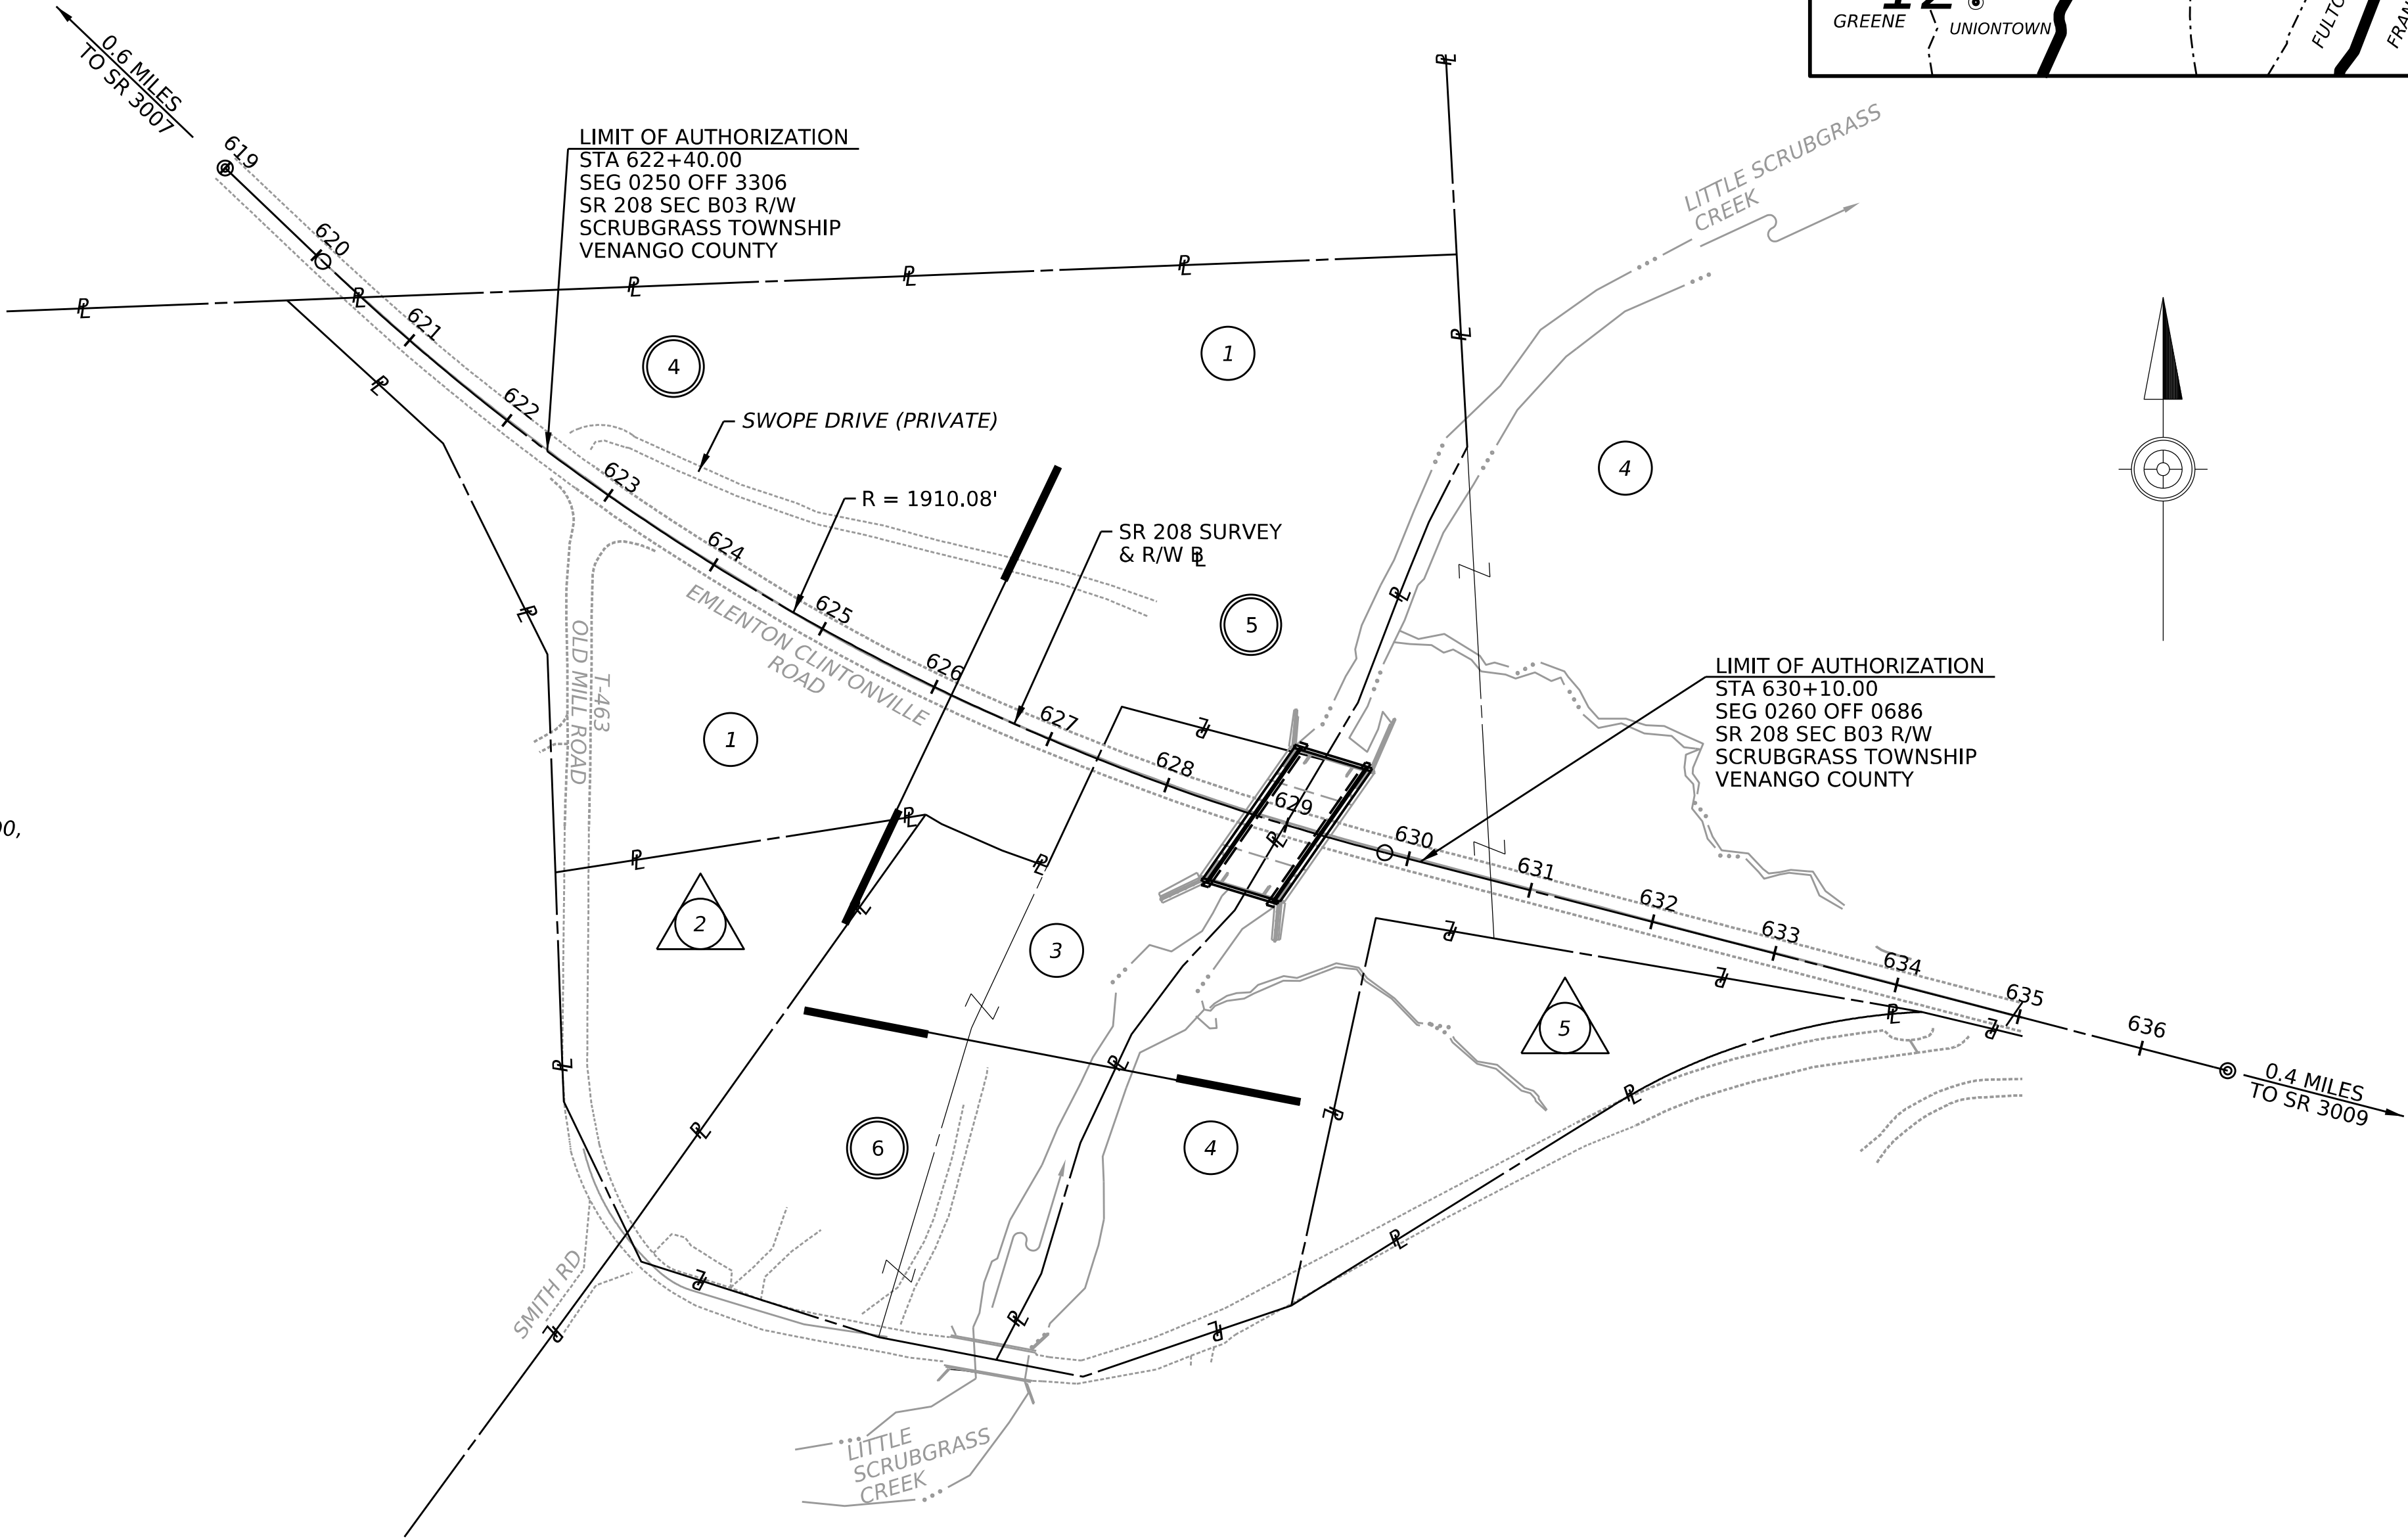 12
GREENE
UNIONTOWN
0.6 MILES
TO SR 3007
619
620
621
622
623
624
625
626
627
628
629
630
631
632
633
634
635
636
LIMIT OF AUTHORIZATION
STA 622+40.00
SEG 0250 OFF 3306
SR 208 SEC B03 R/W
SCRUBGRASS TOWNSHIP
VENANGO COUNTY
LITTLE SCRUBGRASS
CREEK
4
1
4
SWOPE DRIVE (PRIVATE)
R = 1910.08'
SR 208 SURVEY
& R/W BL
EMLENTON CLINTONVILLE
ROAD
OLD MILL ROAD
T-463
5
LIMIT OF AUTHORIZATION
STA 630+10.00
SEG 0260 OFF 0686
SR 208 SEC B03 R/W
SCRUBGRASS TOWNSHIP
VENANGO COUNTY
1
2
3
5
6
4
0.4 MILES
TO SR 3009
SMITH RD
LITTLE
SCRUBGRASS
CREEK